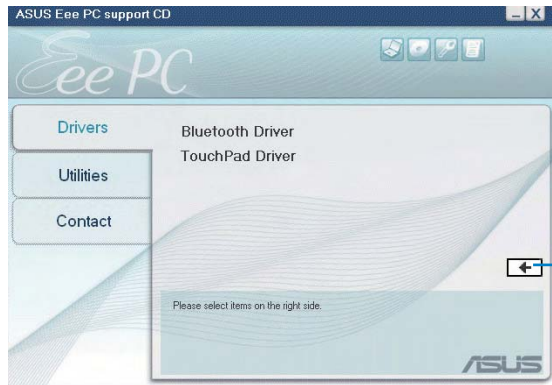 ASUS Eee PC support CD
Eee PC
Drivers
Bluetooth Driver
TouchPad Driver
Utilities
Contact
Please select items on the right side.
ASUS